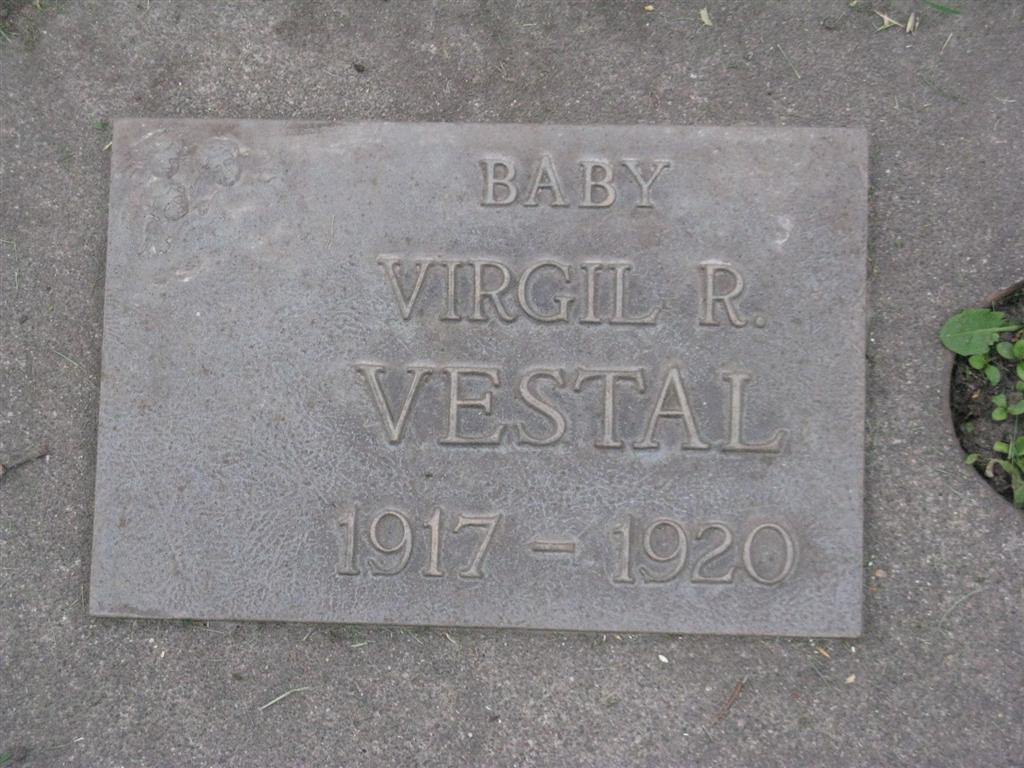 BABY
VIRGIL R.
VESTAL
1917 - 1920